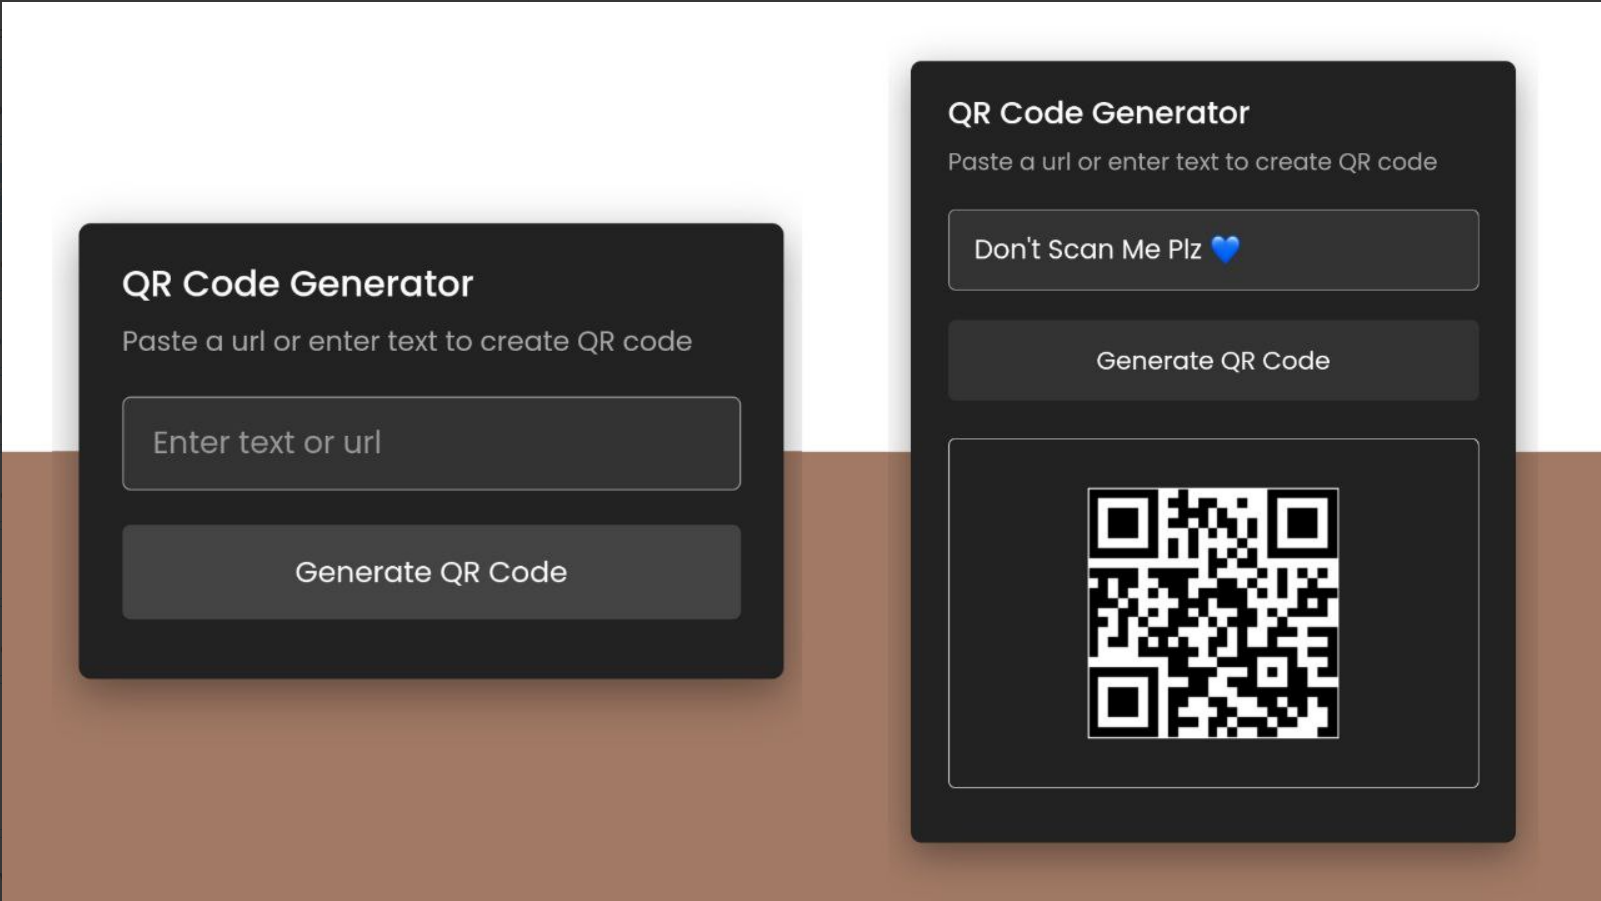 QR Code Generator
Paste a url or enter text to create QR code
Enter text or url
Generate QR Code
QR Code Generator
Paste a url or enter text to create QR code
Don't Scan Me Plz 💙
Generate QR Code